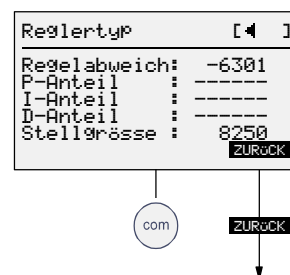 Reglertyp [◄ ]
Regelabweich: -6301
P-Anteil : ------
I-Anteil : ------
D-Anteil : ------
Stellgrösse : 8250
ZURüCK
com
ZURüCK